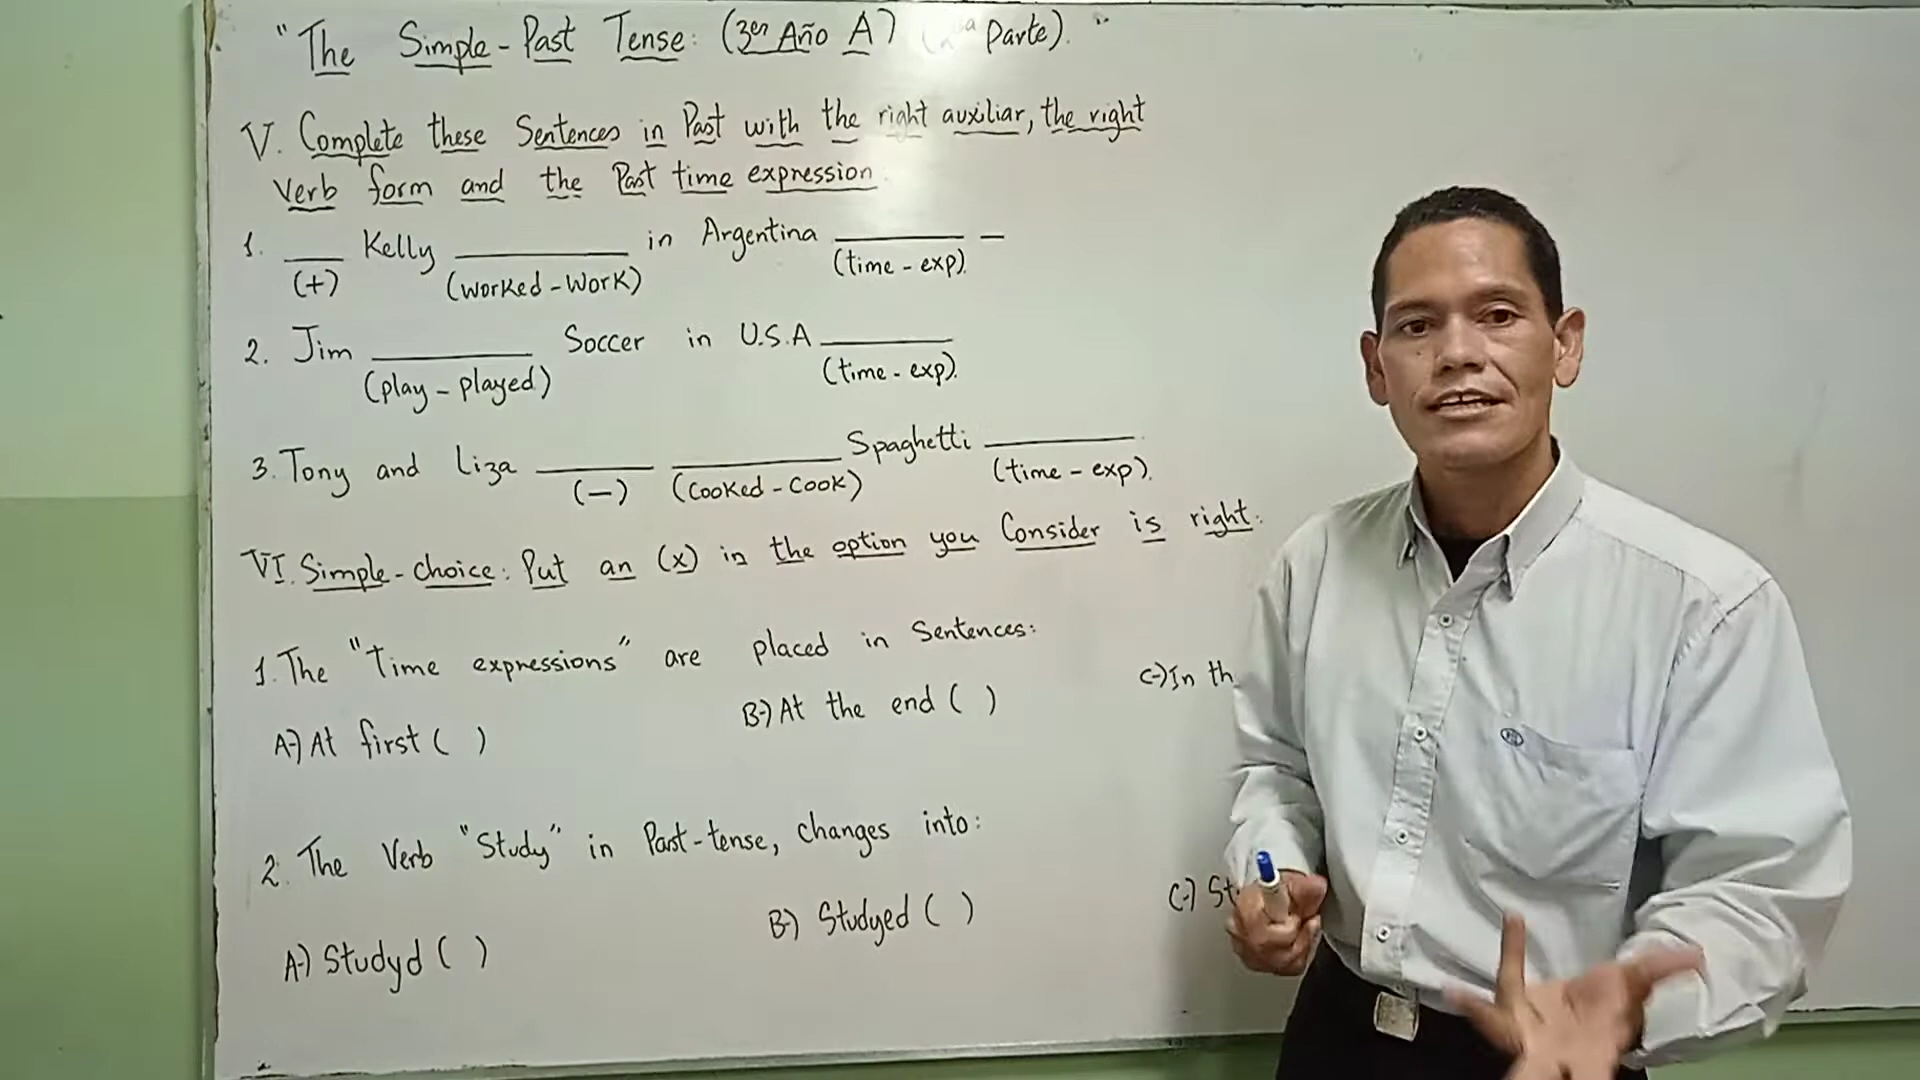 "The Simple-Past Tense: (3er Año A) ( Parte)."
V. Complete these Sentences in Past with the right auxiliar, the right
Verb form and the Past time expression:
1. ____ Kelly ________ in Argentina ________ _
(+) (worked-work) (time-exp).
2. Jim ________ Soccer in U.S.A ________
(play-played) (time-exp).
3. Tony and Liza ______ ________ Spaghetti ________.
(-) (Cooked-Cook) (time-exp).
VI. Simple-choice: Put an (x) in the option you Consider is right:
1. The "Time expressions" are placed in Sentences:
A-) At first ( ) B-) At the end ( ) C-) In th
2. The Verb "Study" in Past-tense, changes into:
A-) Studyd ( ) B-) Studyed ( ) C-) St